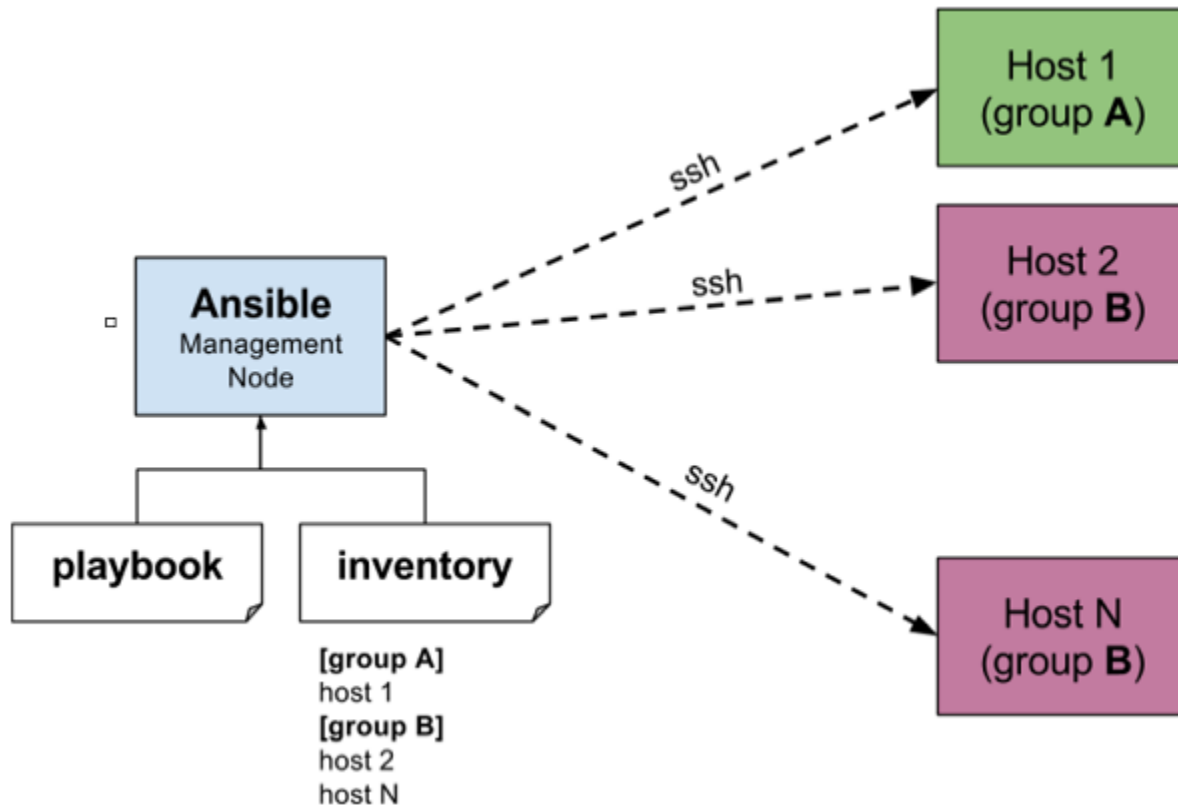 Host 1
(group A)
ssh
Host 2
(group B)
ssh
Ansible
Management
Node
ssh
playbook
inventory
Host N
(group B)
[group A]
host 1
[group B]
host 2
host N